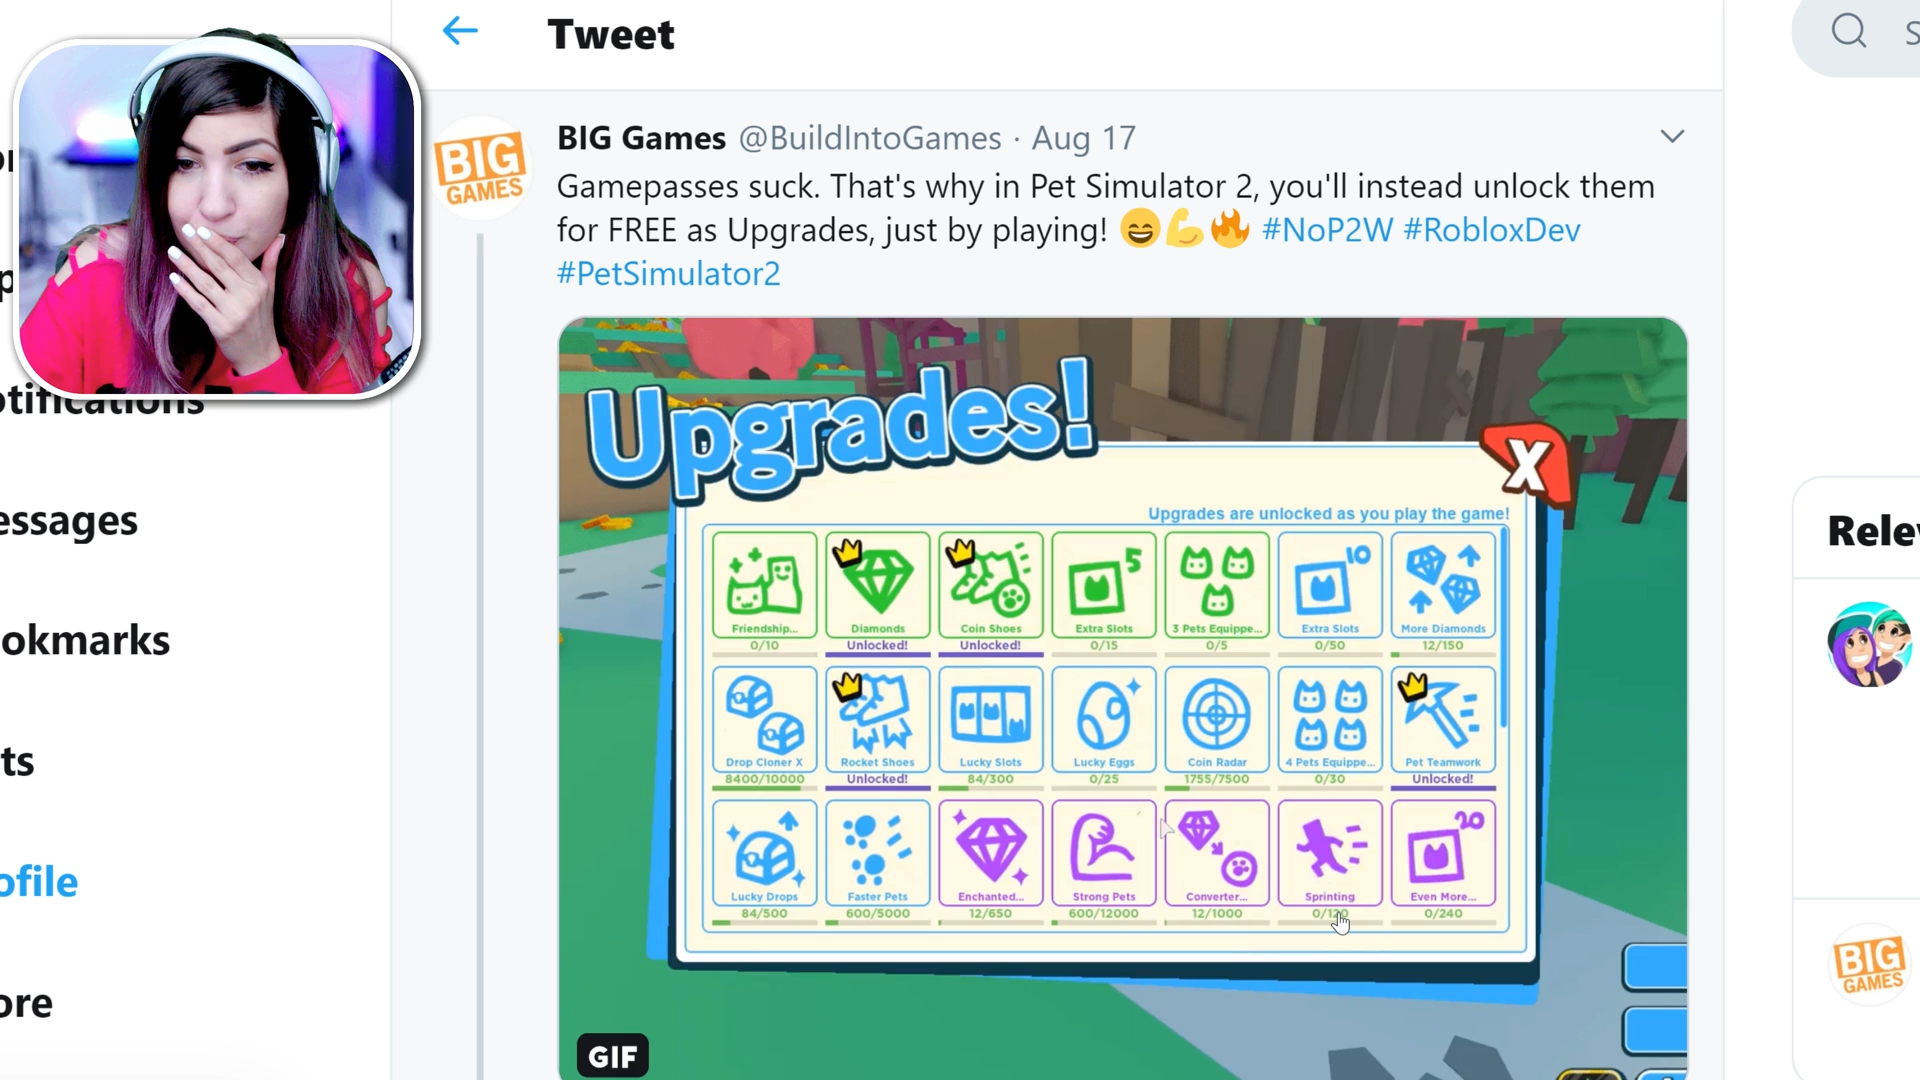 Tweet
BIG Games @BuildIntoGames · Aug 17
BIG
GAMES
Gamepasses suck. That's why in Pet Simulator 2, you'll instead unlock them
for FREE as Upgrades, just by playing! 😄💪🔥 #NoP2W #RobloxDev
#PetSimulator2
otifications
essages
ookmarks
ts
ofile
ore
Upgrades!
X
Upgrades are unlocked as you play the game!
5
10
Friendship... Diamonds Coin Shoes Extra Slots 3 Pets Equippe... Extra Slots More Diamonds
0/10 Unlocked! Unlocked! 0/15 0/5 0/50 12/150
Drop Cloner X Rocket Shoes Lucky Slots Lucky Eggs Coin Radar 4 Pets Equippe... Pet Teamwork
8400/10000 Unlocked! 84/300 0/25 1755/7500 0/30 Unlocked!
20
Lucky Drops Faster Pets Enchanted... Strong Pets Converter... Sprinting Even More...
84/500 600/5000 12/650 600/12000 12/1000 0/240
GIF
S
Rele
BIG
GAMES